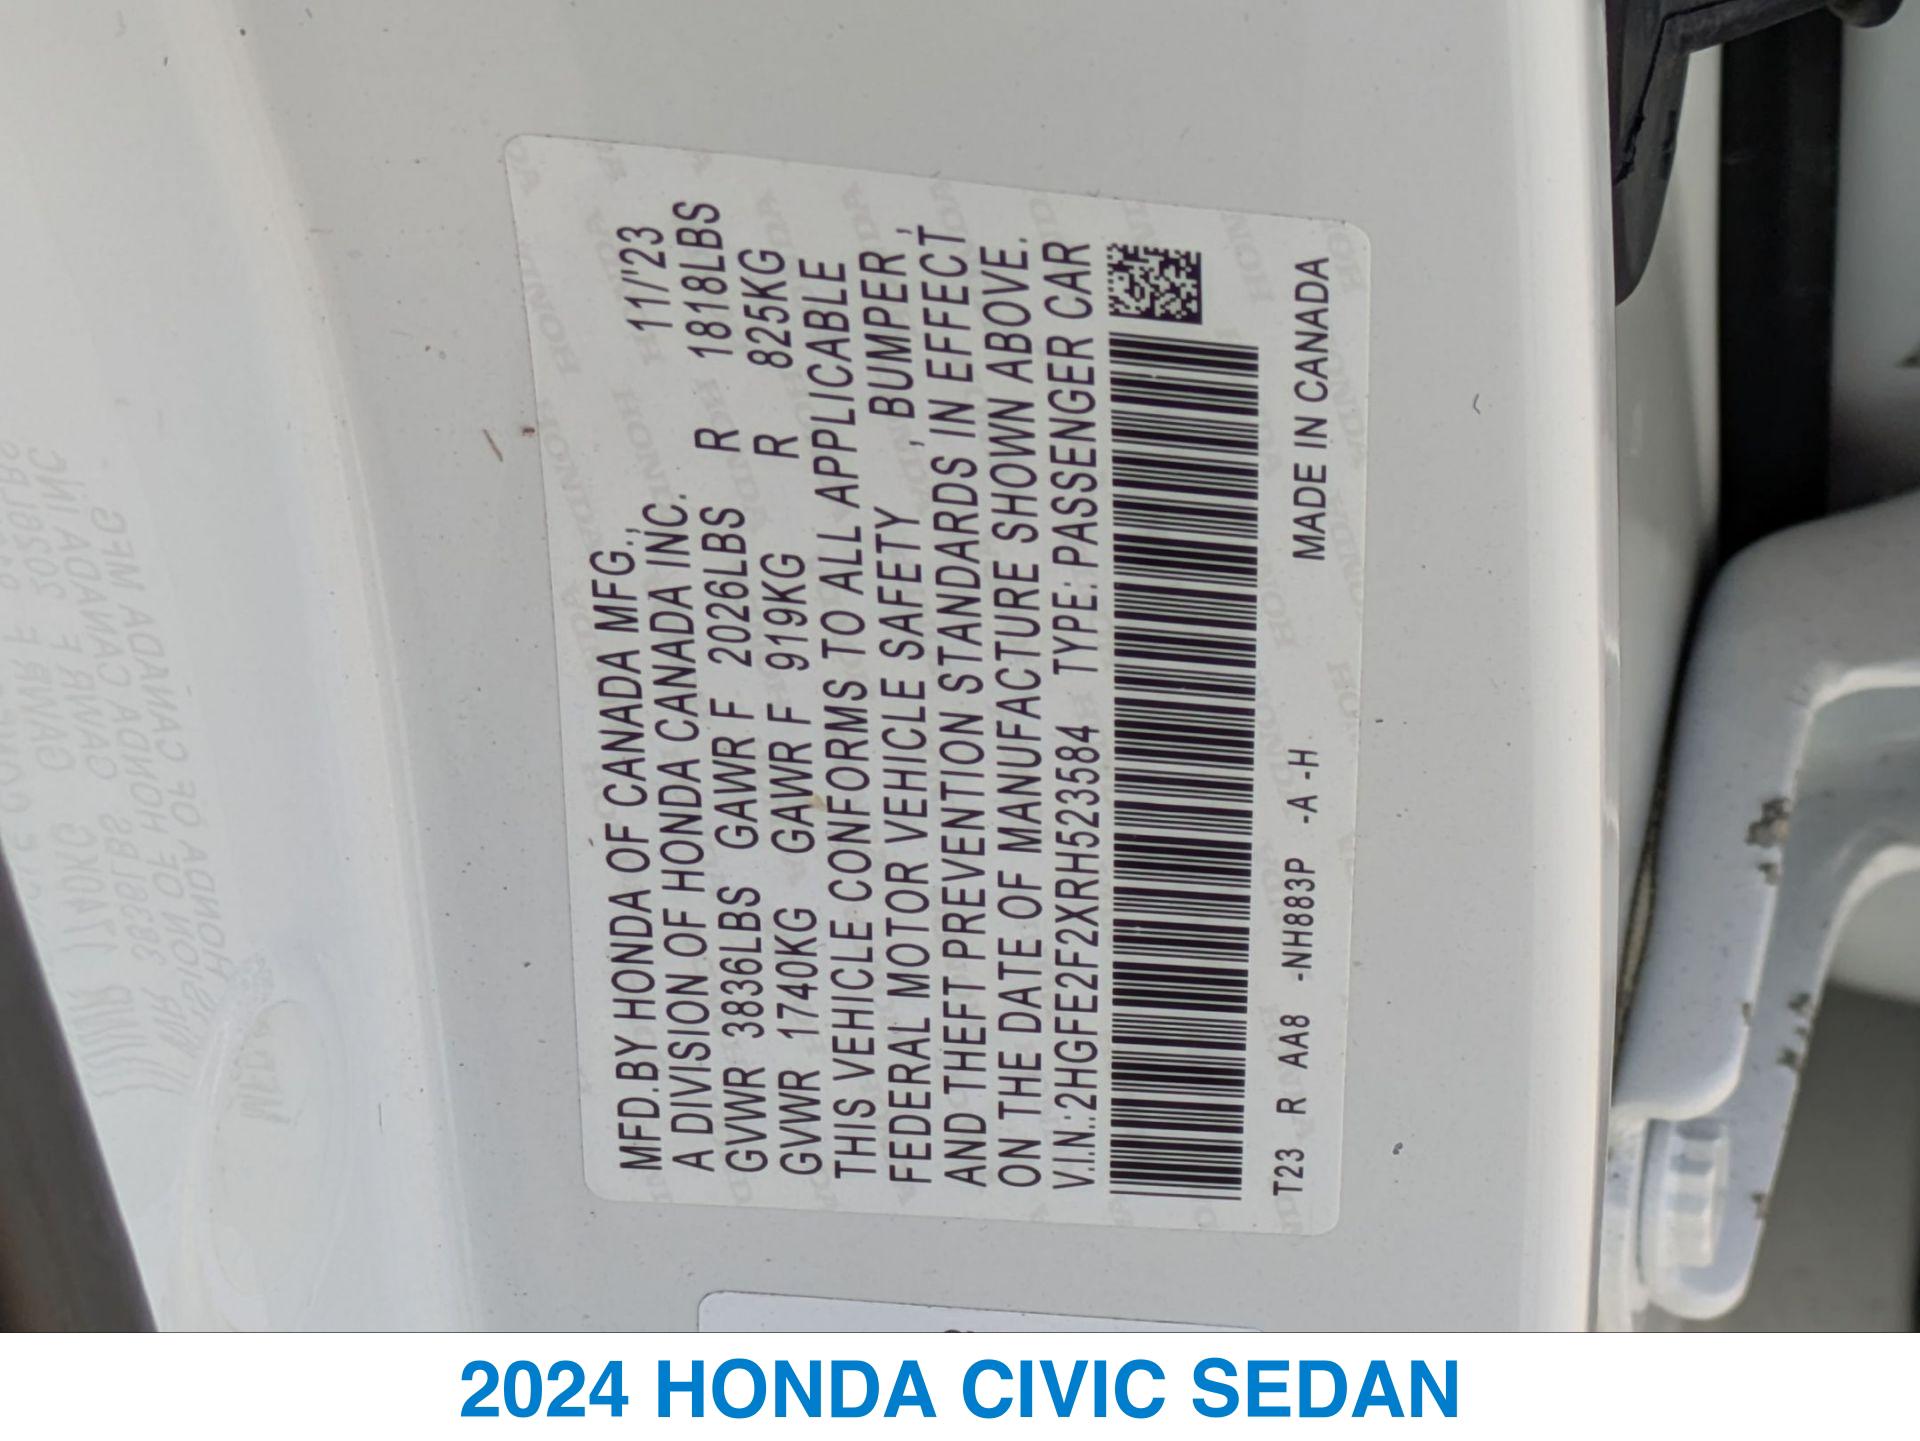 MFD.BY HONDA OF CANADA MFG., 11/'23
A DIVISION OF HONDA CANADA INC.
GVWR 3836LBS GAWR F 2026LBS R 1818LBS
GVWR 1740KG GAWR F 919KG R 825KG
THIS VEHICLE CONFORMS TO ALL APPLICABLE
FEDERAL MOTOR VEHICLE SAFETY , BUMPER ,
AND THEFT PREVENTION STANDARDS IN EFFECT
ON THE DATE OF MANUFACTURE SHOWN ABOVE.
V.I.N.:2HGFE2F2XRH523584 TYPE: PASSENGER CAR
T23 R AA8 -NH883P -A -H MADE IN CANADA
2024 HONDA CIVIC SEDAN